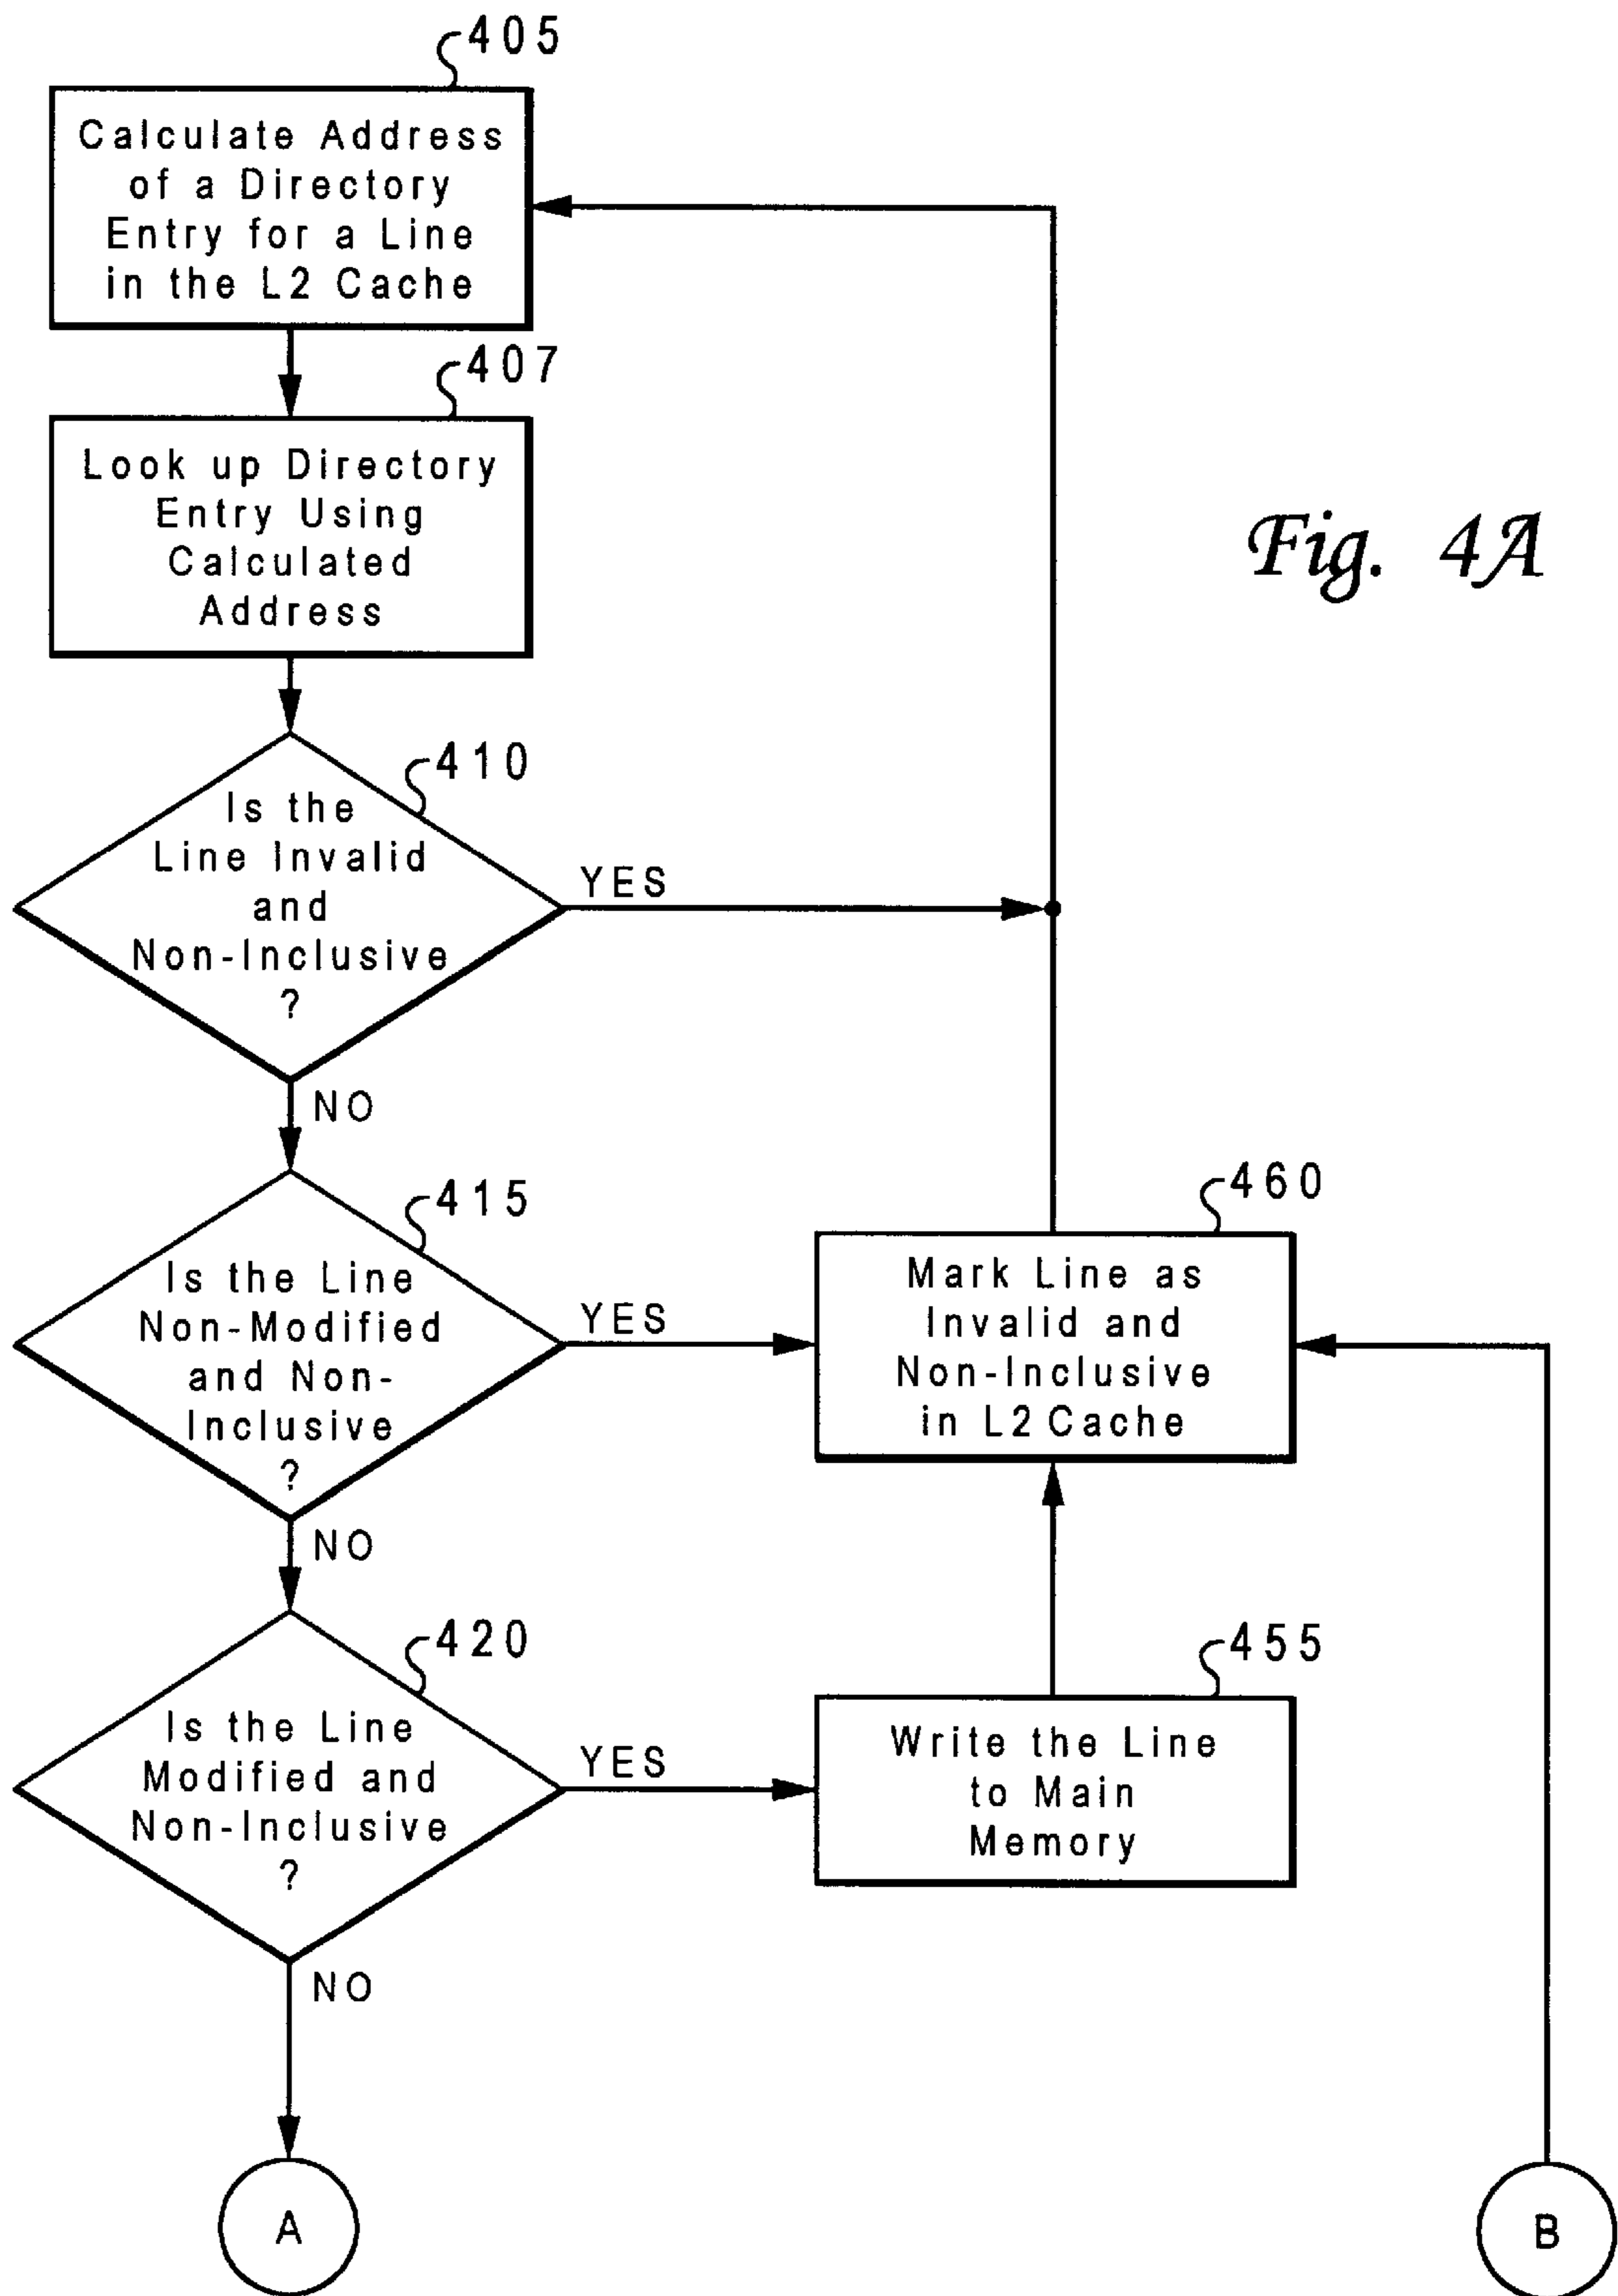 405
Calculate Address
of a Directory
Entry for a Line
in the L2 Cache
407
Look up Directory
Entry Using
Calculated
Address
Fig. 4A
410
Is the
Line Invalid
and
Non-Inclusive
?
YES
NO
415
Is the Line
Non-Modified
and Non-
Inclusive
?
YES
NO
460
Mark Line as
Invalid and
Non-Inclusive
in L2 Cache
420
Is the Line
Modified and
Non-Inclusive
?
YES
NO
455
Write the Line
to Main
Memory
A
B